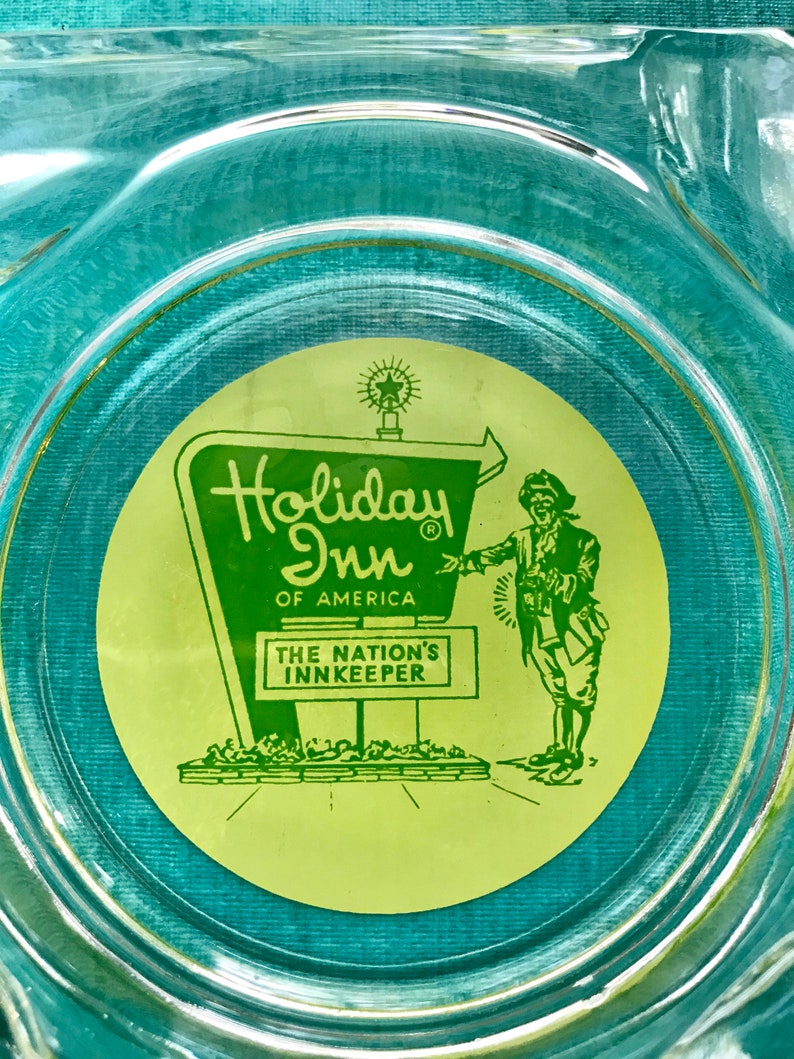 Holiday
Inn ®
OF AMERICA
THE NATION'S
INNKEEPER